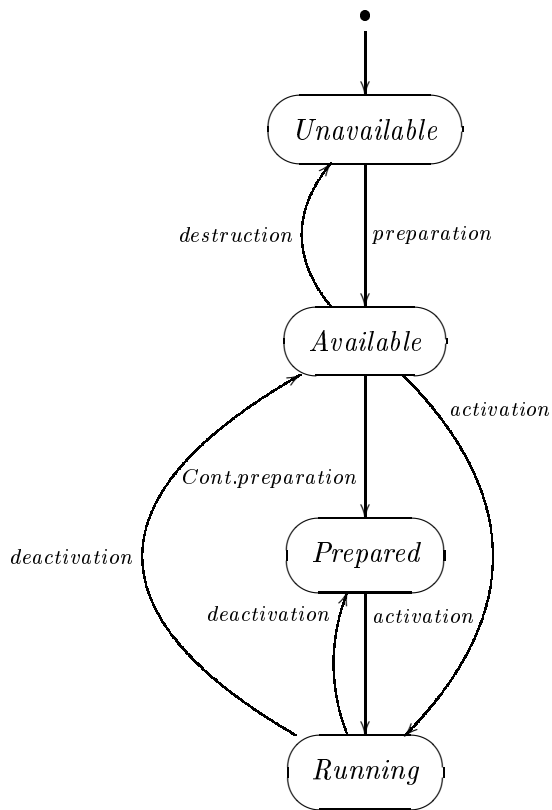 Unavailable
destruction
preparation
Available
activation
Cont.preparation
deactivation
Prepared
deactivation
activation
Running